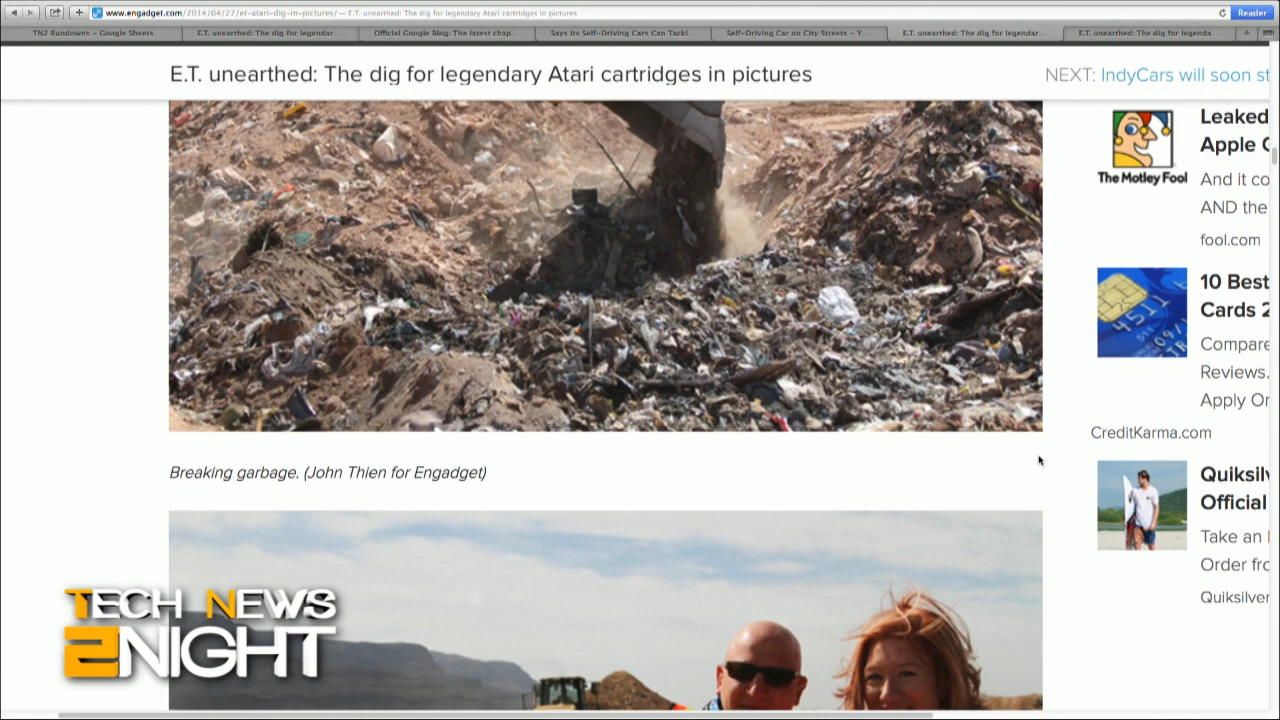 www.engadget.com/2014/04/27/et-atari-dig-in-pictures/ — E.T. unearthed: The dig for legendary Atari cartridges in pictures
Reader
TN2 Rundowns – Google Sheets
E.T. unearthed: The dig for legendar...
Official Google Blog: The latest chap...
Says Its Self-Driving Cars Can Tackl
Self-Driving Car on City Streets – Y...
E.T. unearthed: The dig for legendar...
E.T. unearthed: The dig for legenda...
E.T. unearthed: The dig for legendary Atari cartridges in pictures
NEXT: IndyCars will soon st
Leaked
Apple
The Motley Fool
And it co
AND the
fool.com
10 Best
Cards 2
4511
Compare
Reviews.
Apply
CreditKarma.com
Breaking garbage. (John Thien for Engadget)
Quiksilv
Official
Take an
Order fro
Quiksilver
TECH NEWS
2NIGHT